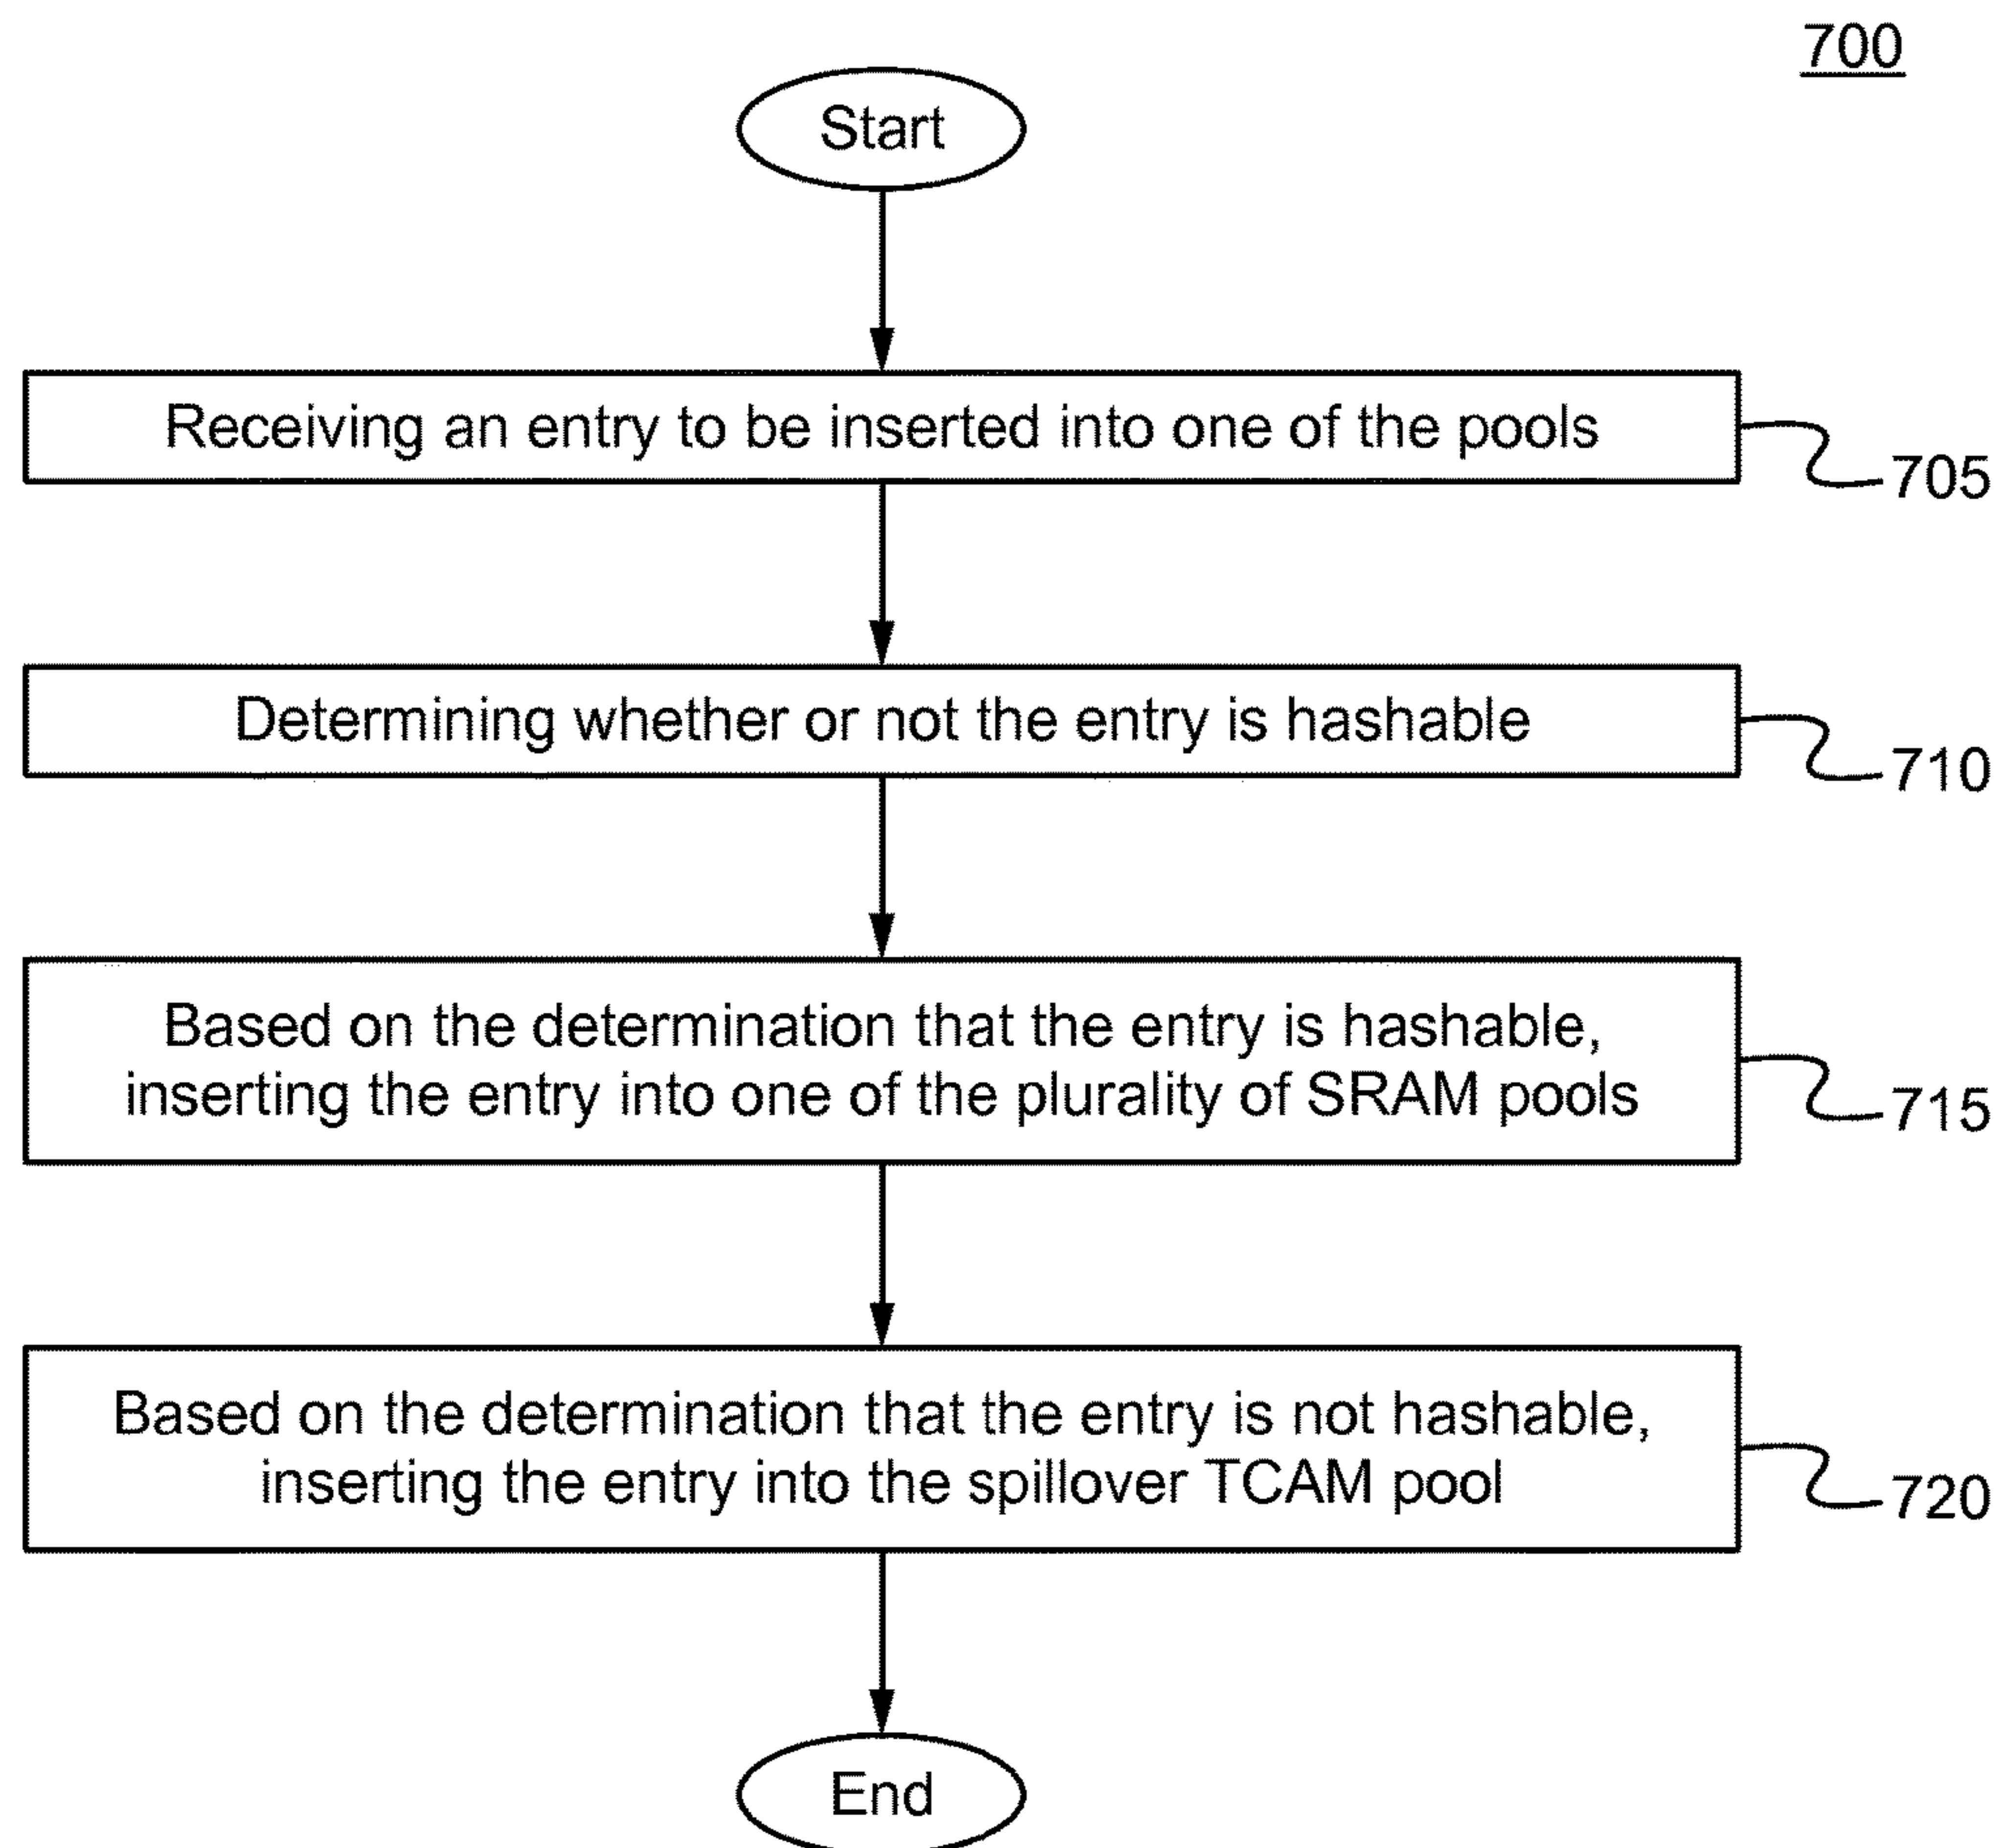 700
Start
Receiving an entry to be inserted into one of the pools
705
Determining whether or not the entry is hashable
710
Based on the determination that the entry is hashable,
inserting the entry into one of the plurality of SRAM pools
715
Based on the determination that the entry is not hashable,
inserting the entry into the spillover TCAM pool
720
End